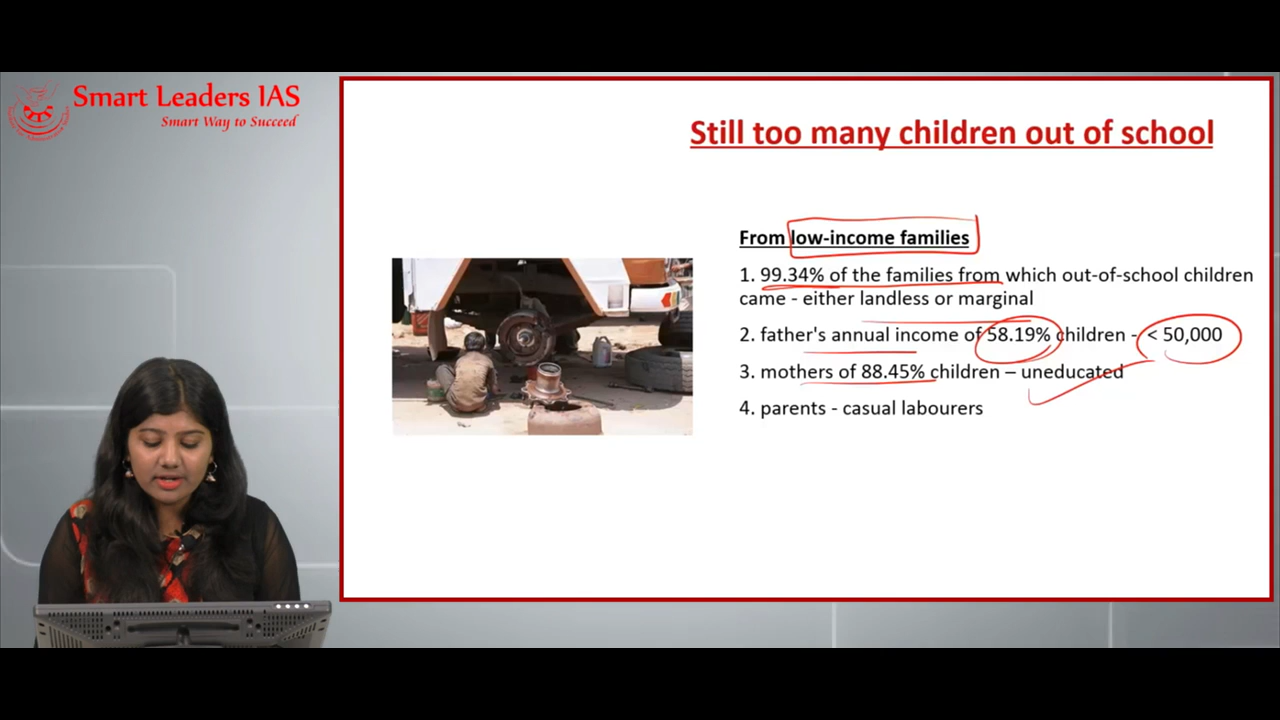 Smart Leaders IAS
Smart Way to Succeed
Still too many children out of school
From low-income families
1. 99.34% of the families from which out-of-school children
came - either landless or marginal
2. father's annual income of 58.19% children - < 50,000
3. mothers of 88.45% children – uneducated
4. parents - casual labourers